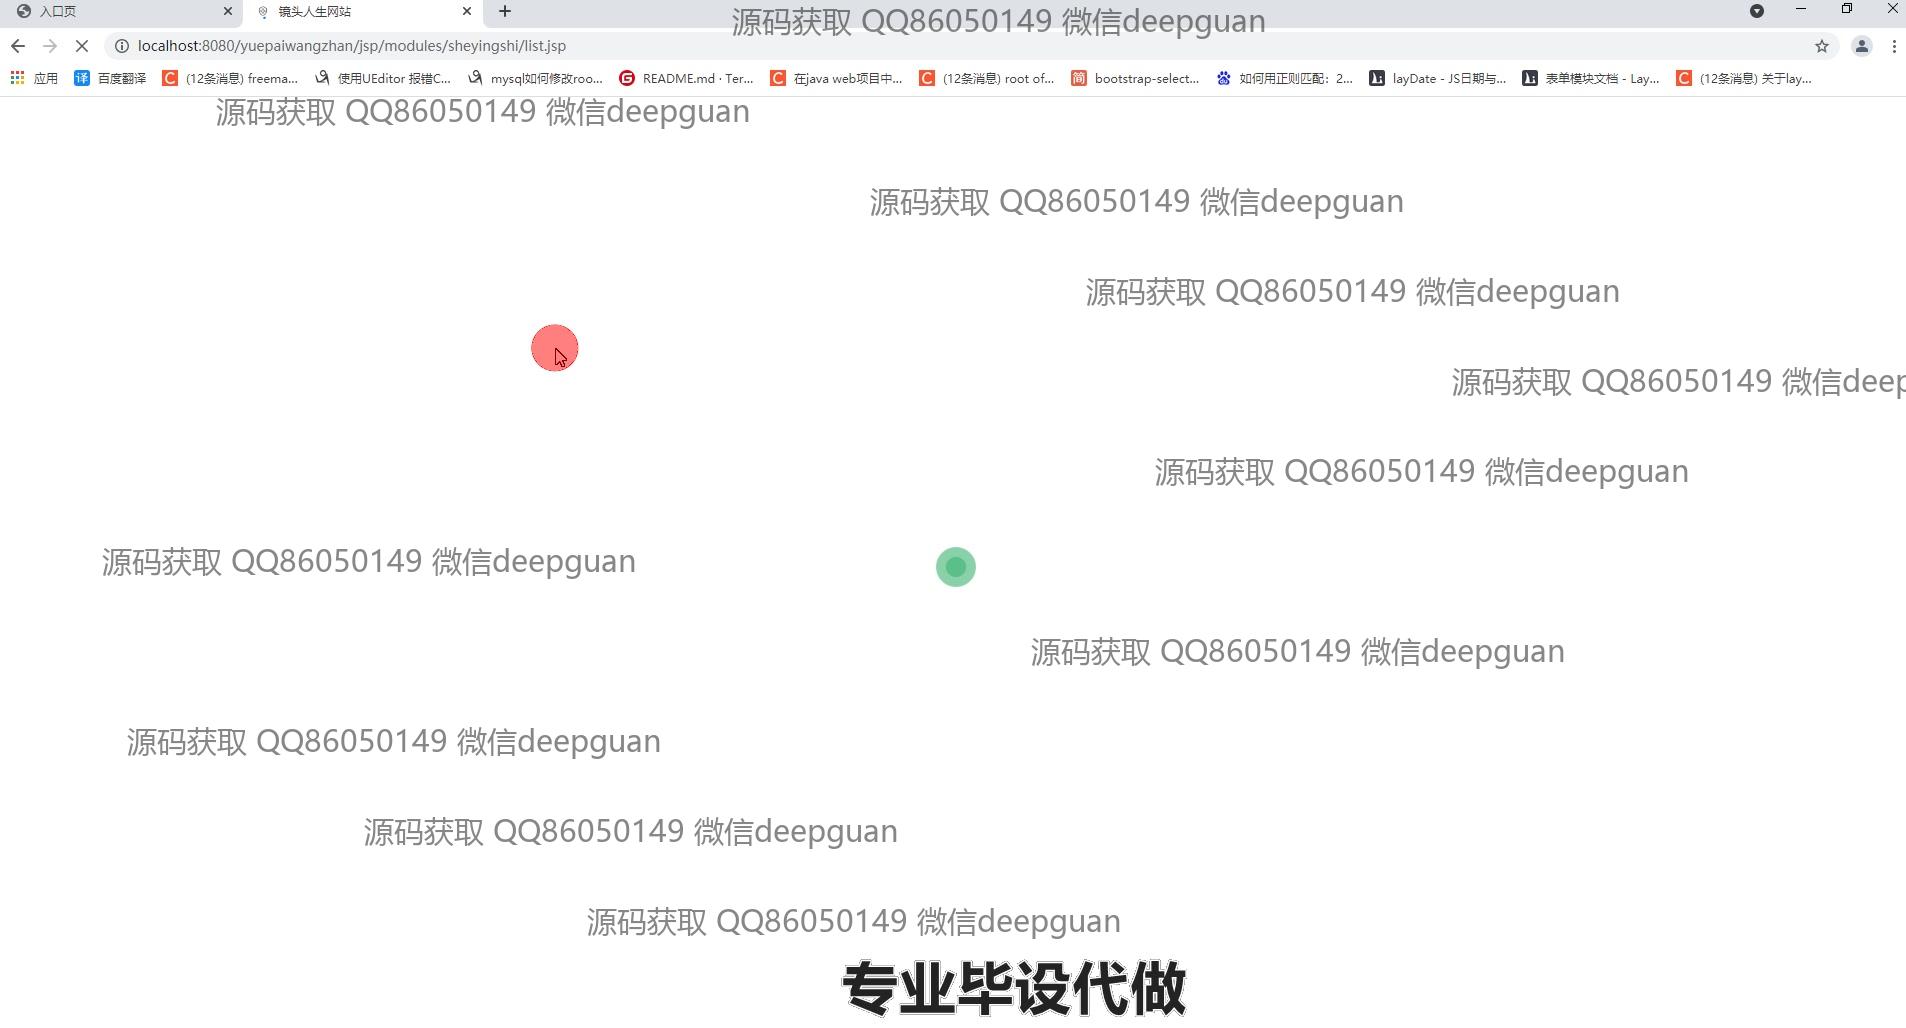 入口页
镜头人生网站
源码获取 QQ86050149 微信deepguan
localhost:8080/yuepaiwangzhan/jsp/modules/sheyingshi/list.jsp
应用
百度翻译
(12条消息) freema...
使用UEditor 报错C...
mysql如何修改roo...
README.md · Ter...
在java web项目中...
(12条消息) root of...
bootstrap-select...
如何用正则匹配：2...
layDate - JS日期与...
表单模块文档 - Lay...
(12条消息) 关于lay...
源码获取 QQ86050149 微信deepguan
源码获取 QQ86050149 微信deepguan
源码获取 QQ86050149 微信deepguan
源码获取 QQ86050149 微信deep
源码获取 QQ86050149 微信deepguan
源码获取 QQ86050149 微信deepguan
源码获取 QQ86050149 微信deepguan
源码获取 QQ86050149 微信deepguan
源码获取 QQ86050149 微信deepguan
源码获取 QQ86050149 微信deepguan
专业毕设代做